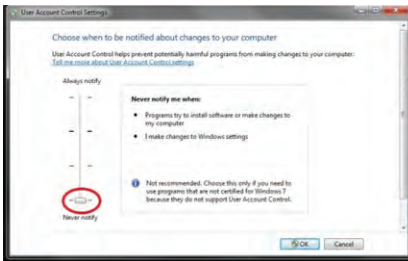 User Account Control Settings
Choose when to be notified about changes to your computer
User Account Control helps prevent potentially harmful programs from making changes to your computer.
Tell me more about User Account Control settings
Always notify
Never notify me when:
• Programs try to install software or make changes to
my computer
• I make changes to Windows settings
Not recommended. Choose this only if you need to
use programs that are not certified for Windows 7
because they do not support User Account Control.
Never notify
OK
Cancel